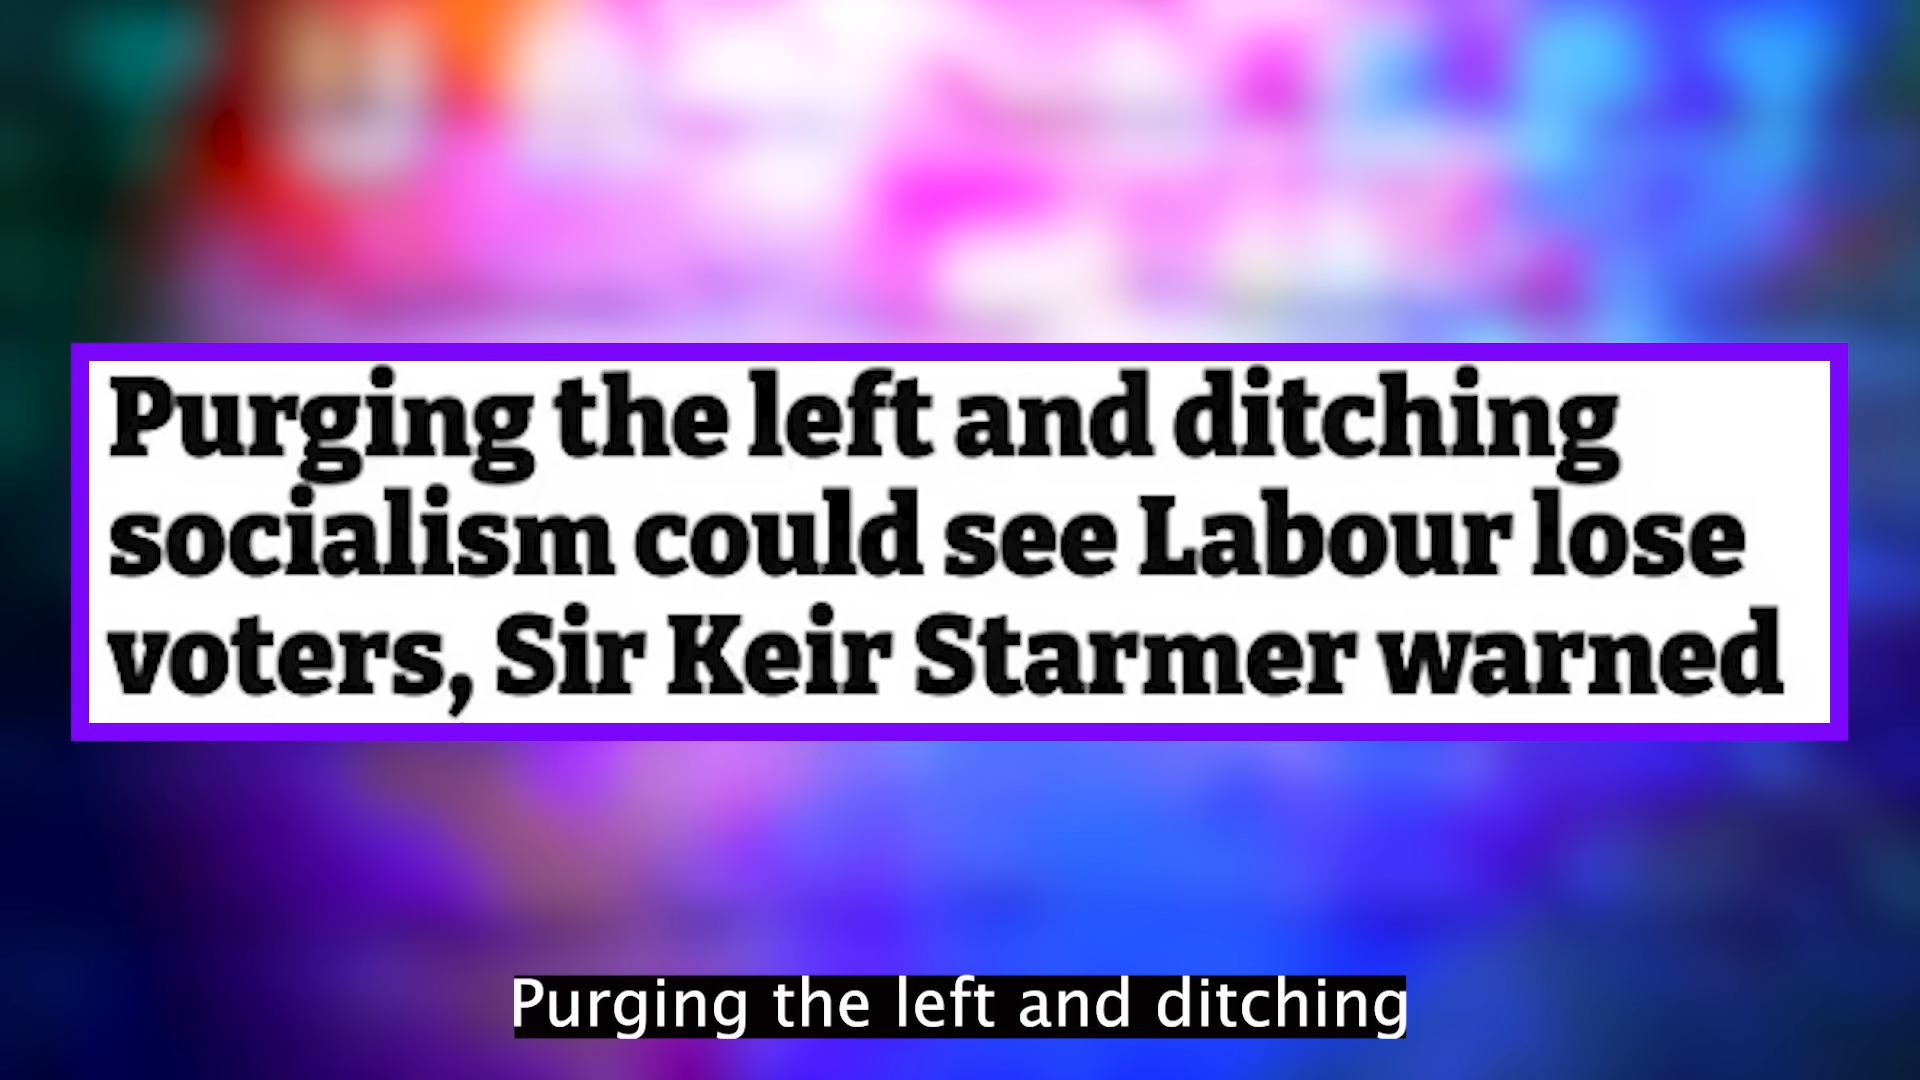 Purging the left and ditching
socialism could see Labour lose
voters, Sir Keir Starmer warned
Purging the left and ditching